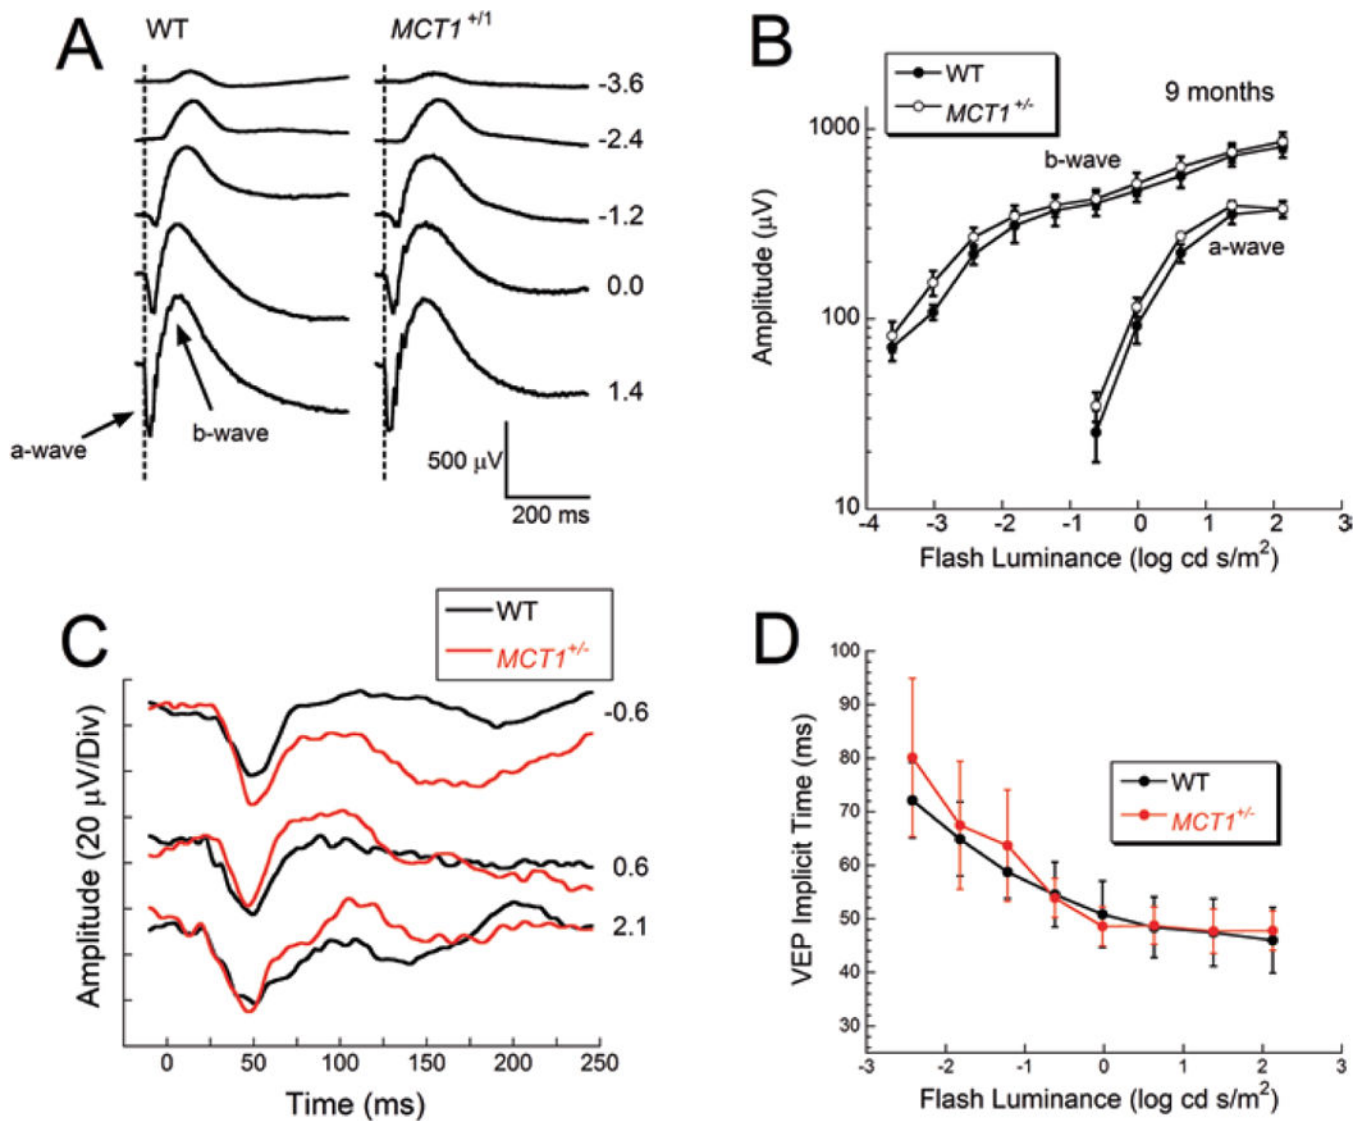 A
WT
MCT1 +/1
-3.6
-2.4
-1.2
0.0
1.4
a-wave
b-wave
500 µV
200 ms
B
WT
MCT1+/-
9 months
b-wave
a-wave
1000
100
10
Amplitude (µV)
-4 -3 -2 -1 0 1 2 3
Flash Luminance (log cd s/m2)
C
WT
MCT1+/-
-0.6
0.6
2.1
Amplitude (20 µV/Div)
0 50 100 150 200 250
Time (ms)
D
WT
MCT1+/-
100
90
80
70
60
50
40
30
VEP Implicit Time (ms)
-3 -2 -1 0 1 2 3
Flash Luminance (log cd s/m2)